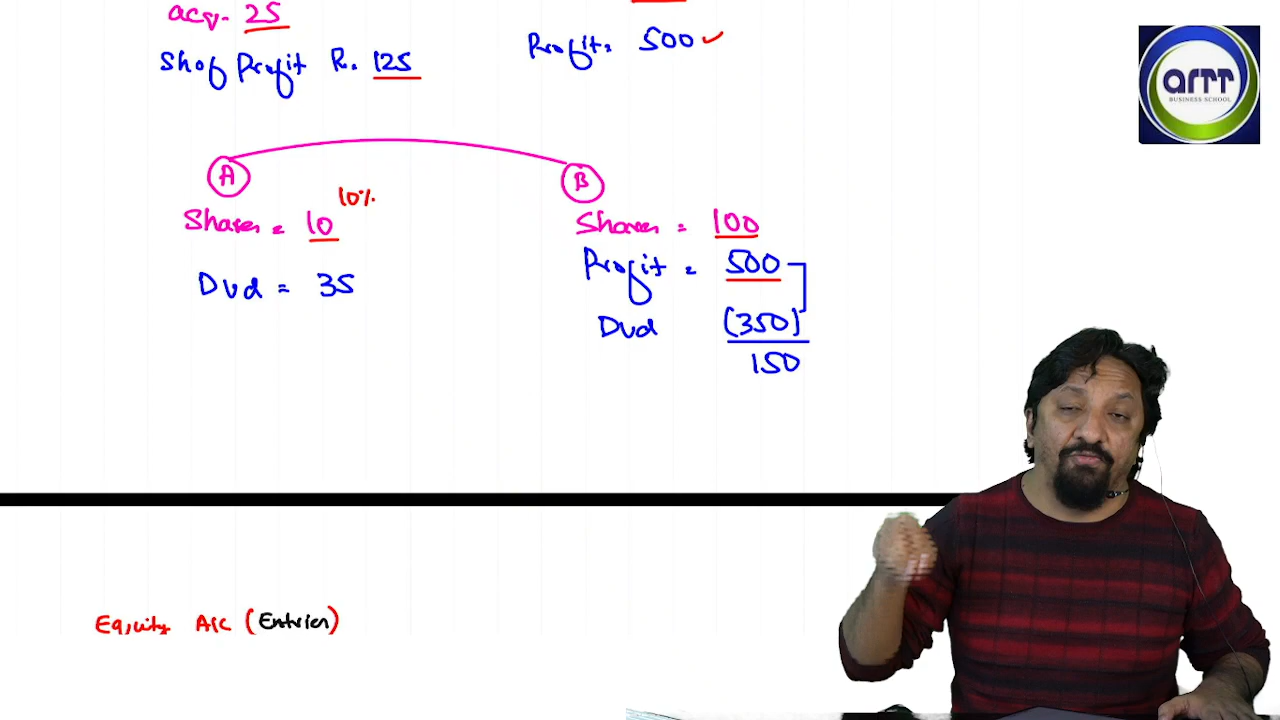 acq. 25
Sh of Profit R. 125
Profit = 500 ✓
artt
BUSINESS SCHOOL
A
B
10%
Shares = 10
Shares = 100
Profit = 500
Dvd = 35
Dvd (350)
150
Equity A/C (Entries)